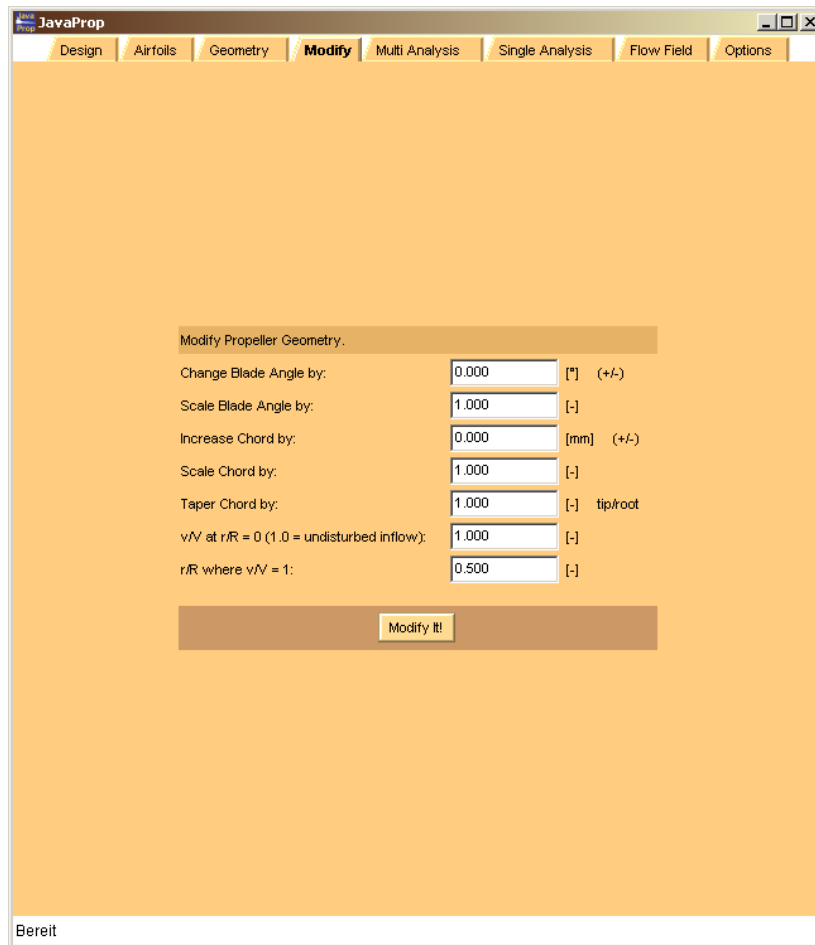 Java Prop JavaProp
Design Airfoils Geometry Modify Multi Analysis Single Analysis Flow Field Options
Modify Propeller Geometry.
Change Blade Angle by: 0.000 [°] (+/-)
Scale Blade Angle by: 1.000 [-]
Increase Chord by: 0.000 [mm] (+/-)
Scale Chord by: 1.000 [-]
Taper Chord by: 1.000 [-] tip/root
v/V at r/R = 0 (1.0 = undisturbed inflow): 1.000 [-]
r/R where v/V = 1: 0.500 [-]
Modify It!
Bereit